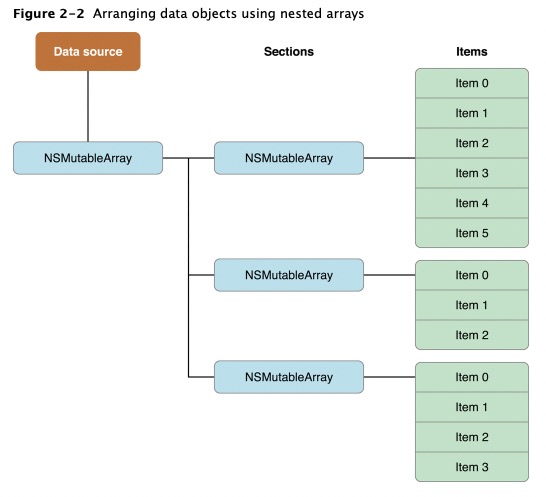 Figure 2-2 Arranging data objects using nested arrays
Data source
Sections
Items
NSMutableArray
NSMutableArray
Item 0
Item 1
Item 2
Item 3
Item 4
Item 5
NSMutableArray
Item 0
Item 1
Item 2
NSMutableArray
Item 0
Item 1
Item 2
Item 3